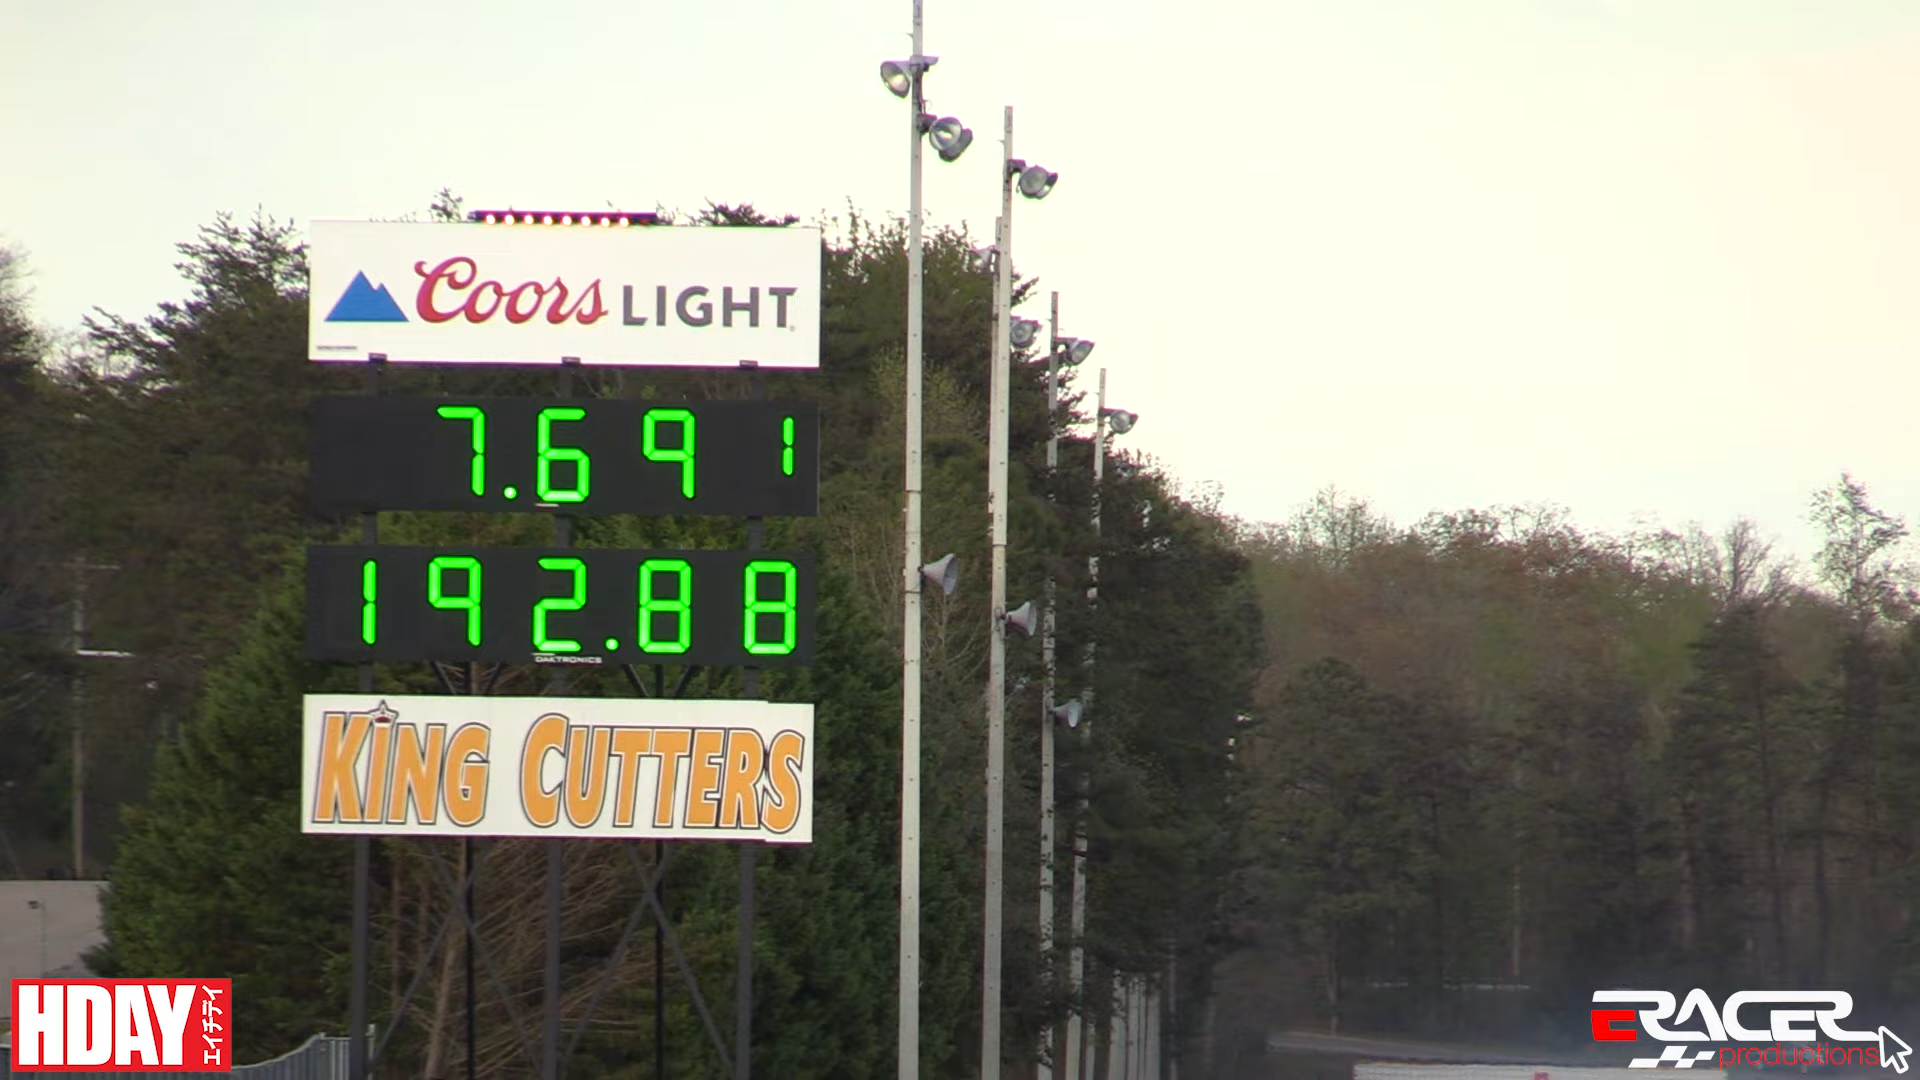 Coors LIGHT
7.691
192.88
DAKTRONICS
KING CUTTERS
HDAY
エイチデイ
ERACER
productions